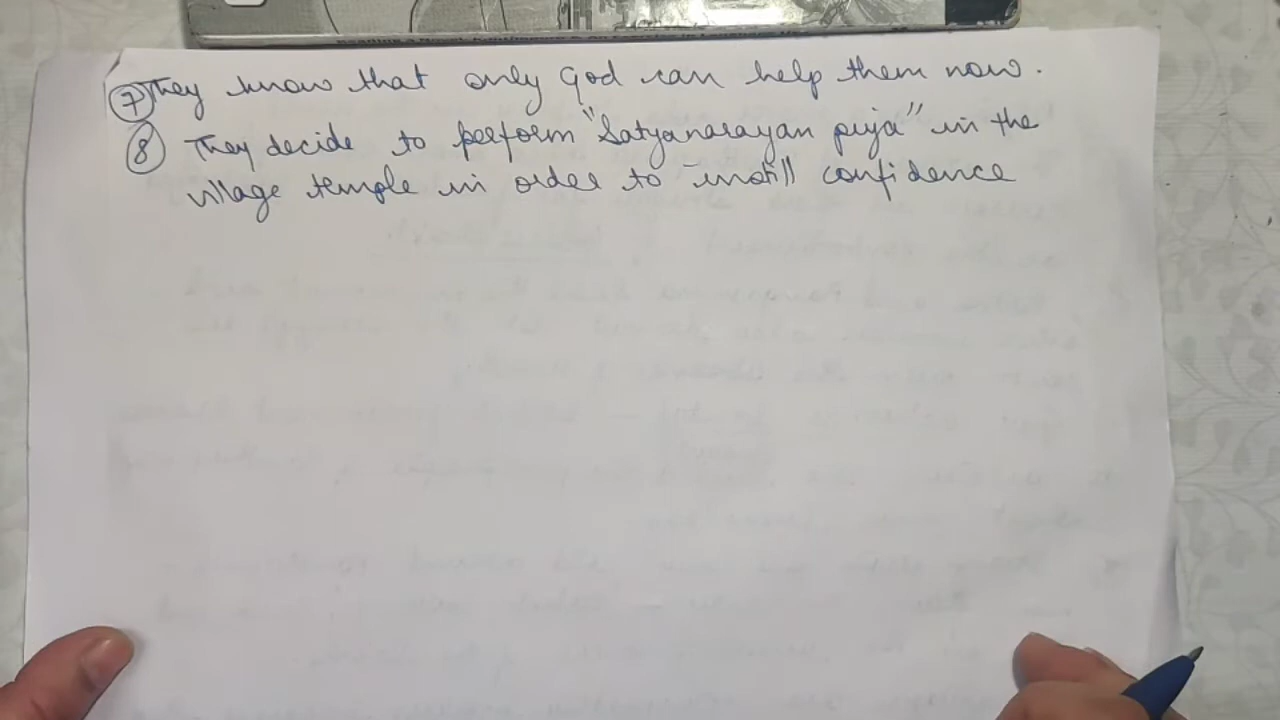 ⑦ They know that only God can help them now.
⑧ They decide to perform "Satyanarayan puja" in the
village temple in order to instill confidence